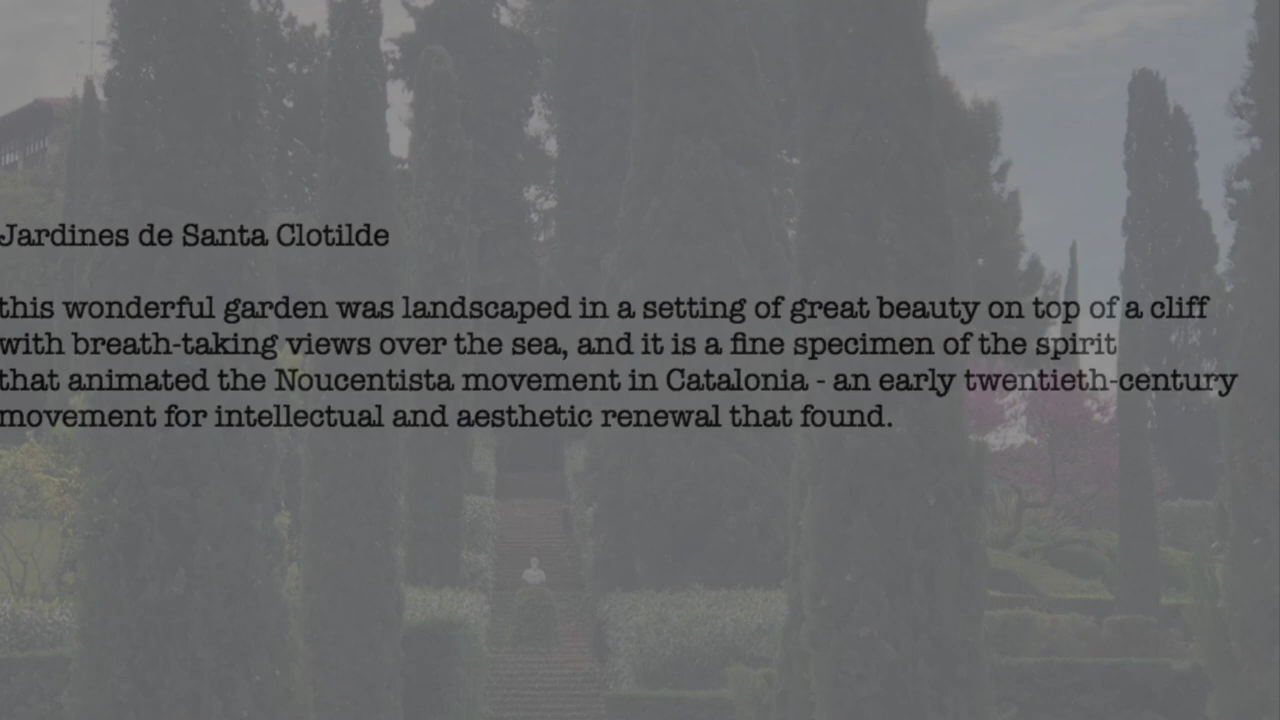 Jardines de Santa Clotilde
this wonderful garden was landscaped in a setting of great beauty on top of a cliff
with breath-taking views over the sea, and it is a fine specimen of the spirit
that animated the Noucentista movement in Catalonia - an early twentieth-century
movement for intellectual and aesthetic renewal that found.